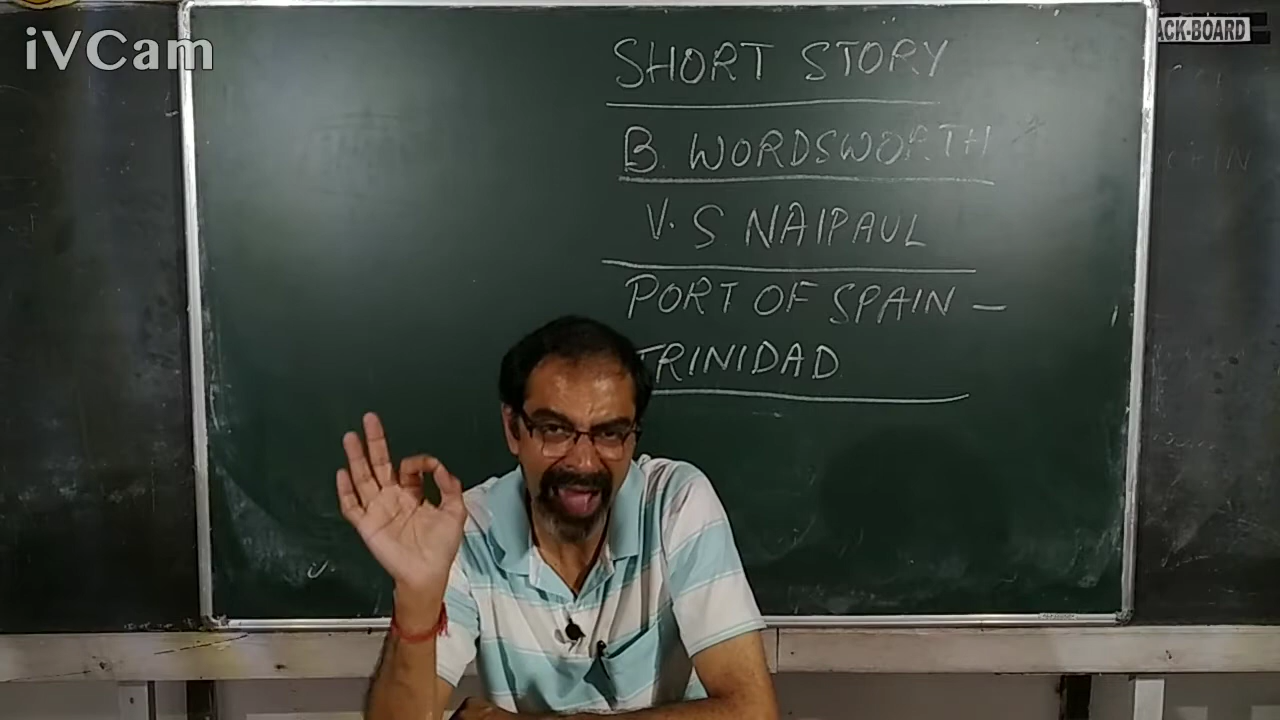 iVCam
ACK-BOARD
SHORT STORY
B. WORDSWORTH
V. S NAIPAUL
PORT OF SPAIN —
TRINIDAD